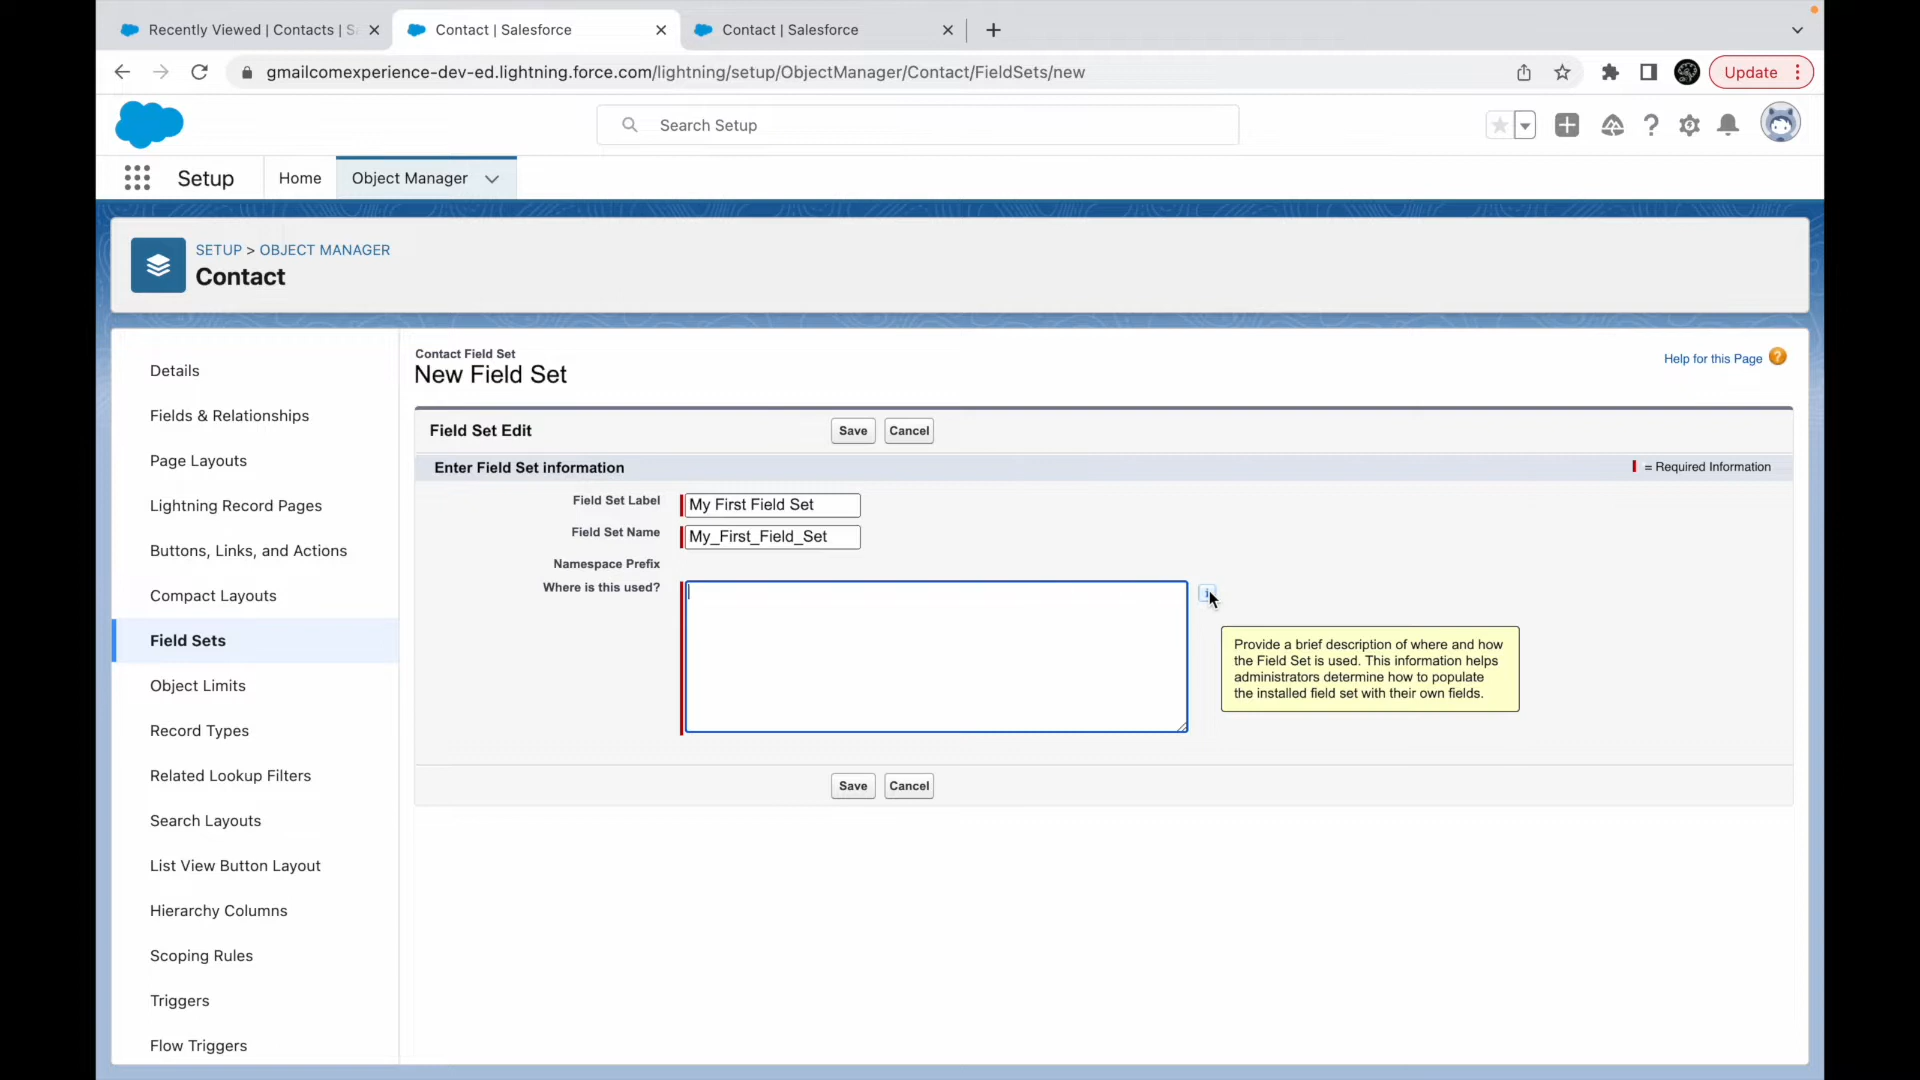 Recently Viewed | Contacts | S
Contact | Salesforce
Contact | Salesforce
gmailcomexperience-dev-ed.lightning.force.com/lightning/setup/ObjectManager/Contact/FieldSets/new
Update
Search Setup
Setup
Home
Object Manager
SETUP > OBJECT MANAGER
Contact
Details
Fields & Relationships
Page Layouts
Lightning Record Pages
Buttons, Links, and Actions
Compact Layouts
Field Sets
Object Limits
Record Types
Related Lookup Filters
Search Layouts
List View Button Layout
Hierarchy Columns
Scoping Rules
Triggers
Flow Triggers
Contact Field Set
New Field Set
Help for this Page
Field Set Edit
Save
Cancel
Enter Field Set information
= Required Information
Field Set Label
My First Field Set
Field Set Name
My_First_Field_Set
Namespace Prefix
Where is this used?
Provide a brief description of where and how
the Field Set is used. This information helps
administrators determine how to populate
the installed field set with their own fields.
Save
Cancel